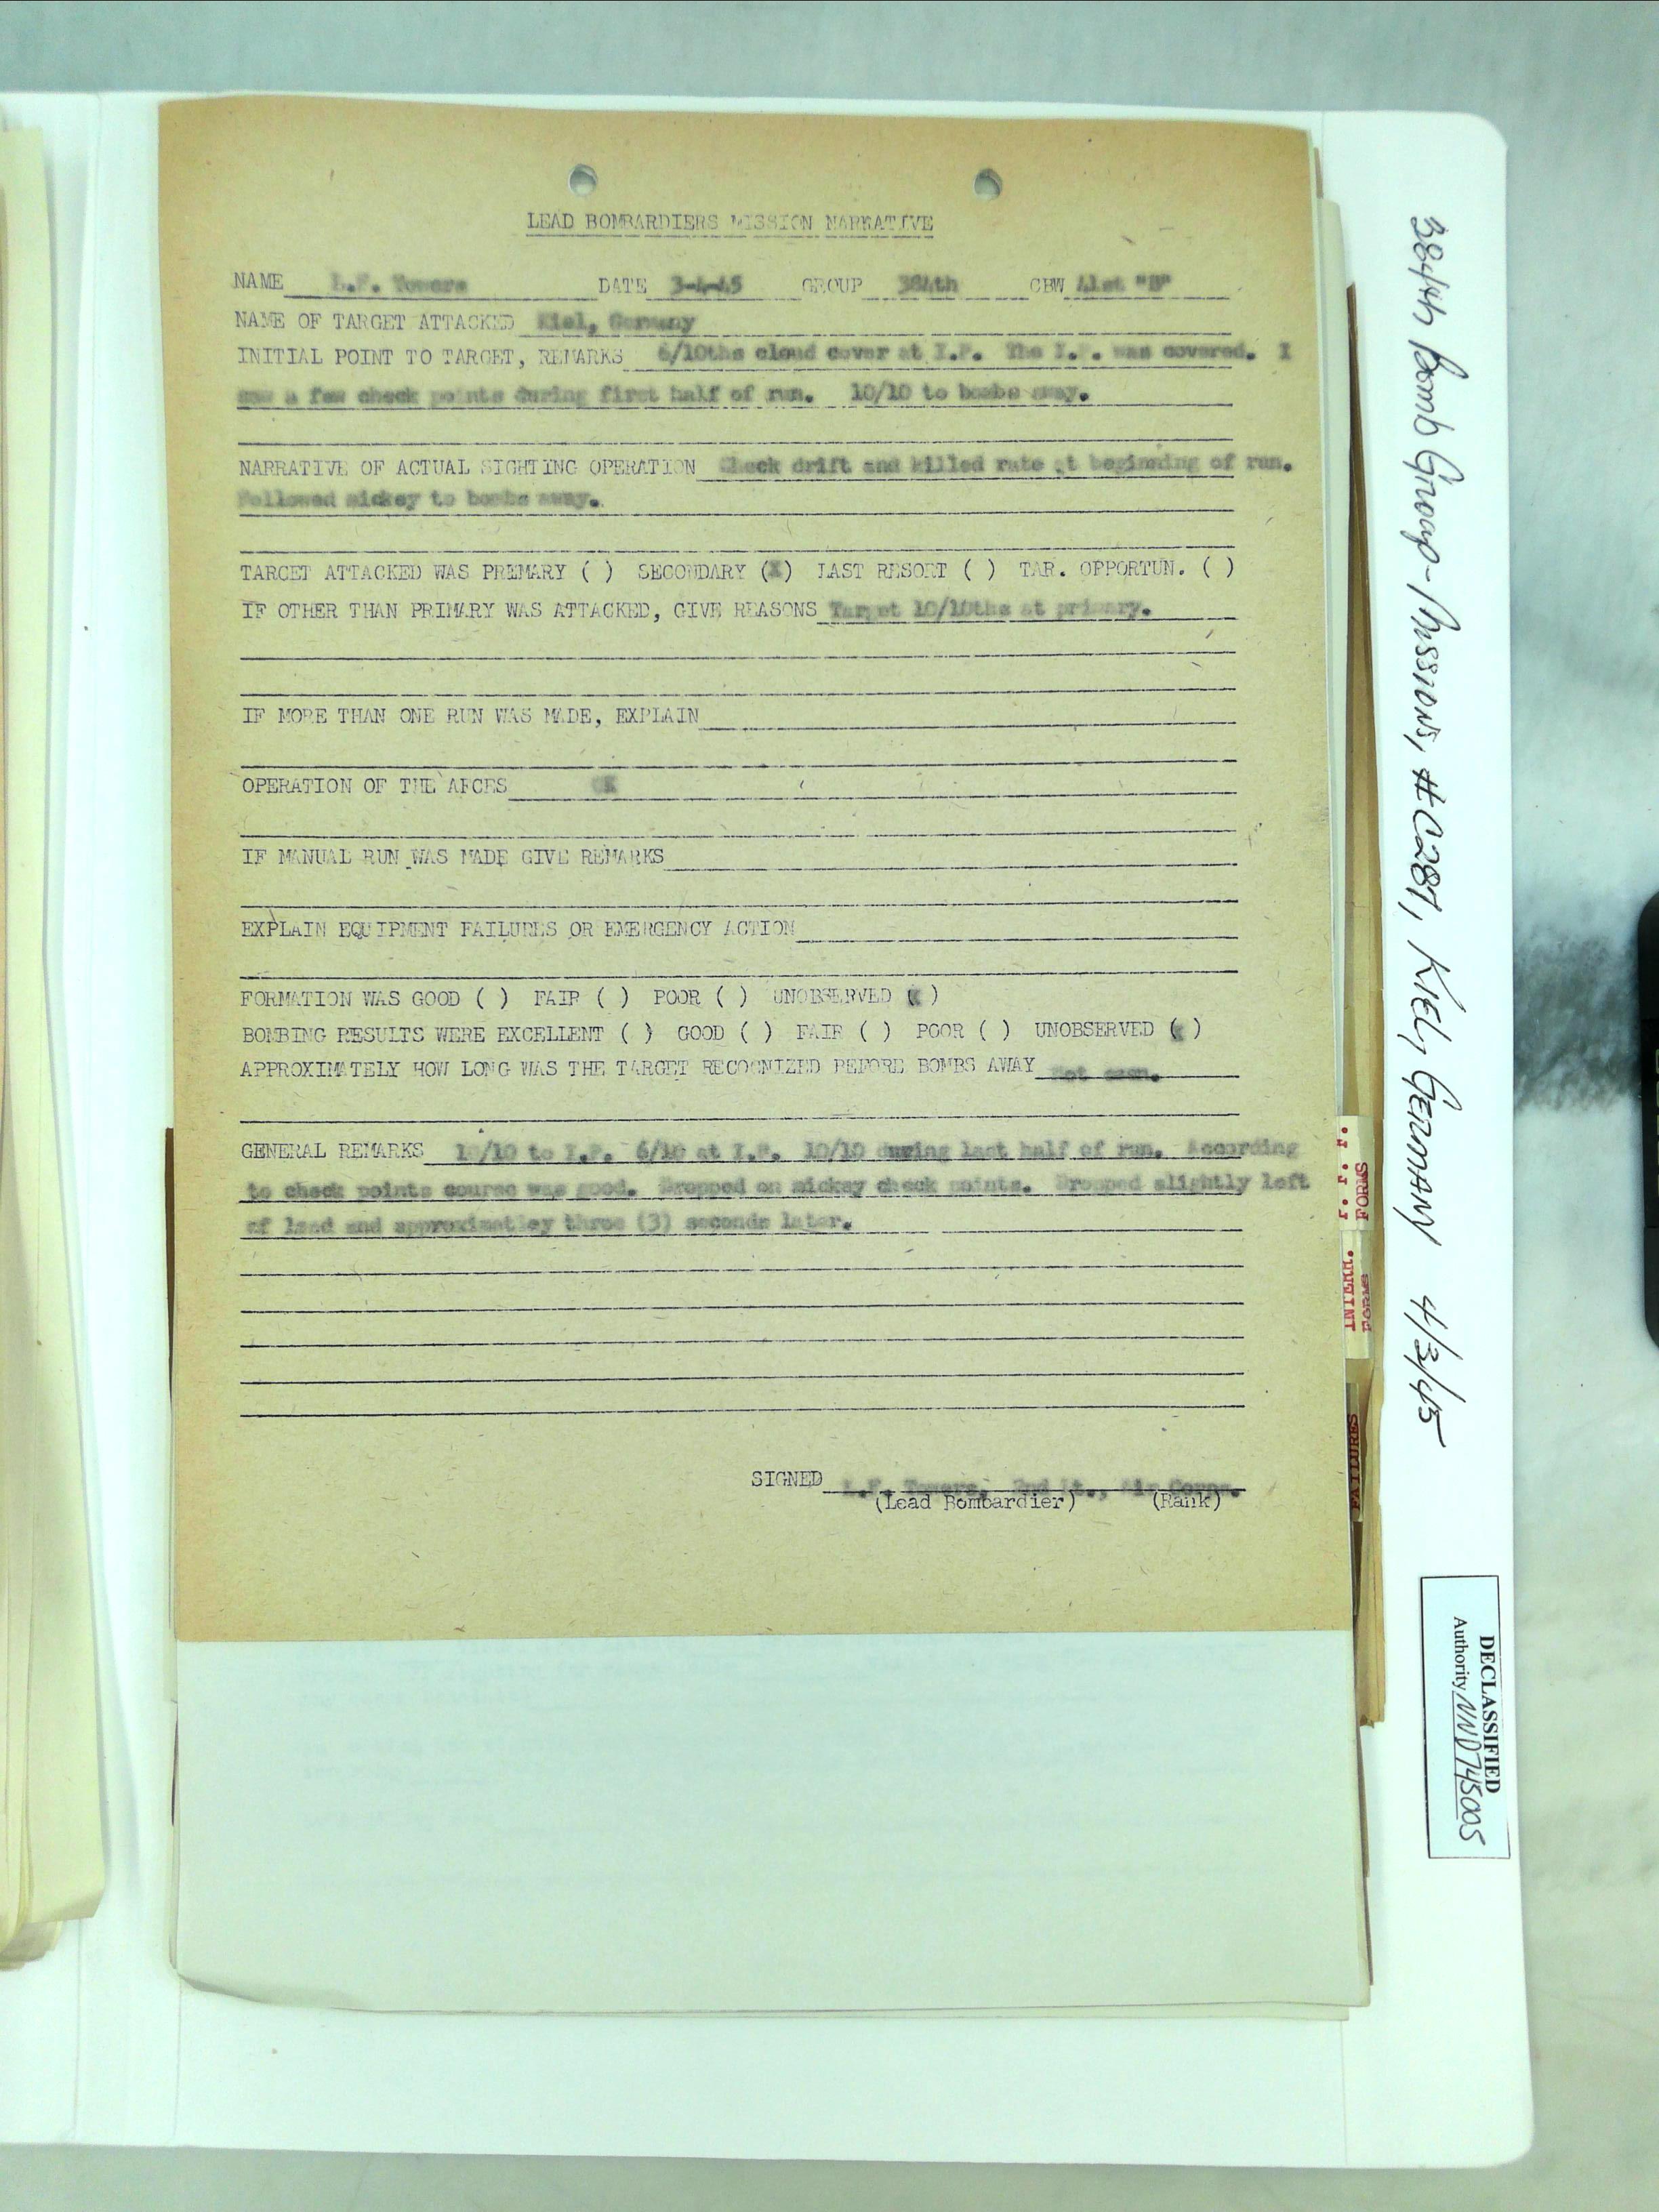 LEAD BOMBARDIERS MISSION NARRATIVE
NAME L.F. Towers DATE 3-4-45 GROUP 384th CBW 41st "B"
NAME OF TARGET ATTACKED Kiel, Germany
INITIAL POINT TO TARGET, REMARKS 6/10ths cloud cover at I.P. The I.P. was covered. I
saw a few check points during first half of run. 10/10 to bombs away.
NARRATIVE OF ACTUAL SIGHTING OPERATION Check drift and killed rate at beginning of run.
Followed mickey to bombs away.
TARGET ATTACKED WAS PRIMARY ( ) SECONDARY (X) LAST RESORT ( ) TAR. OPPORTUN. ( )
IF OTHER THAN PRIMARY WAS ATTACKED, GIVE REASONS Target 10/10ths at primary.
IF MORE THAN ONE RUN WAS MADE, EXPLAIN
OPERATION OF THE AFCES OK
IF MANUAL RUN WAS MADE GIVE REMARKS
EXPLAIN EQUIPMENT FAILURES OR EMERGENCY ACTION
FORMATION WAS GOOD ( ) FAIR ( ) POOR ( ) UNOBSERVED (X )
BOMBING RESULTS WERE EXCELLENT ( ) GOOD ( ) FAIR ( ) POOR ( ) UNOBSERVED (X )
APPROXIMATELY HOW LONG WAS THE TARGET RECOGNIZED BEFORE BOMBS AWAY Not seen.
GENERAL REMARKS 10/10 to I.P. 6/10 at I.P. 10/10 during last half of run. According
to check points course was good. Dropped on mickey check points. Dropped slightly left
of lead and approximatley three (3) seconds later.
SIGNED L.F. Towers, 2nd Lt., Air Corps.
(Lead Bombardier) (Rank)
384th Bomb Group-Missions, #C281, KIEL, GERMANY 4/3/45
DECLASSIFIED
Authority NND745005
FORMS
INTERR.
FORMS
FAILURES